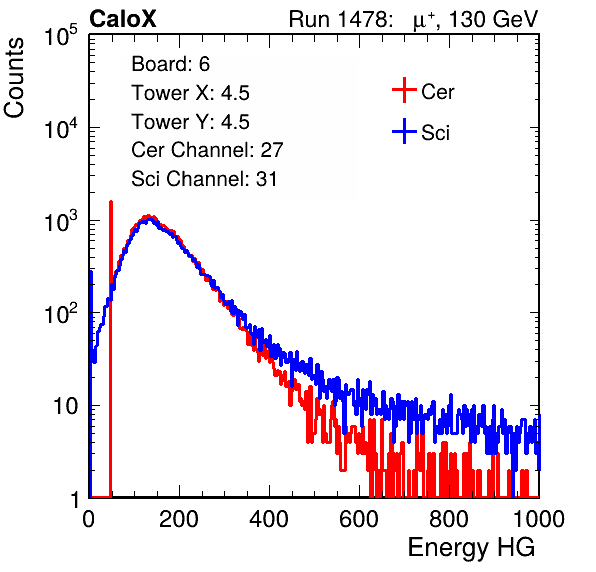 CaloX Run 1478: μ⁺, 130 GeV
Counts
Board: 6
Tower X: 4.5
Tower Y: 4.5
Cer Channel: 27
Sci Channel: 31
Cer
Sci
10⁵
10⁴
10³
10²
10
1
0 200 400 600 800 1000
Energy HG